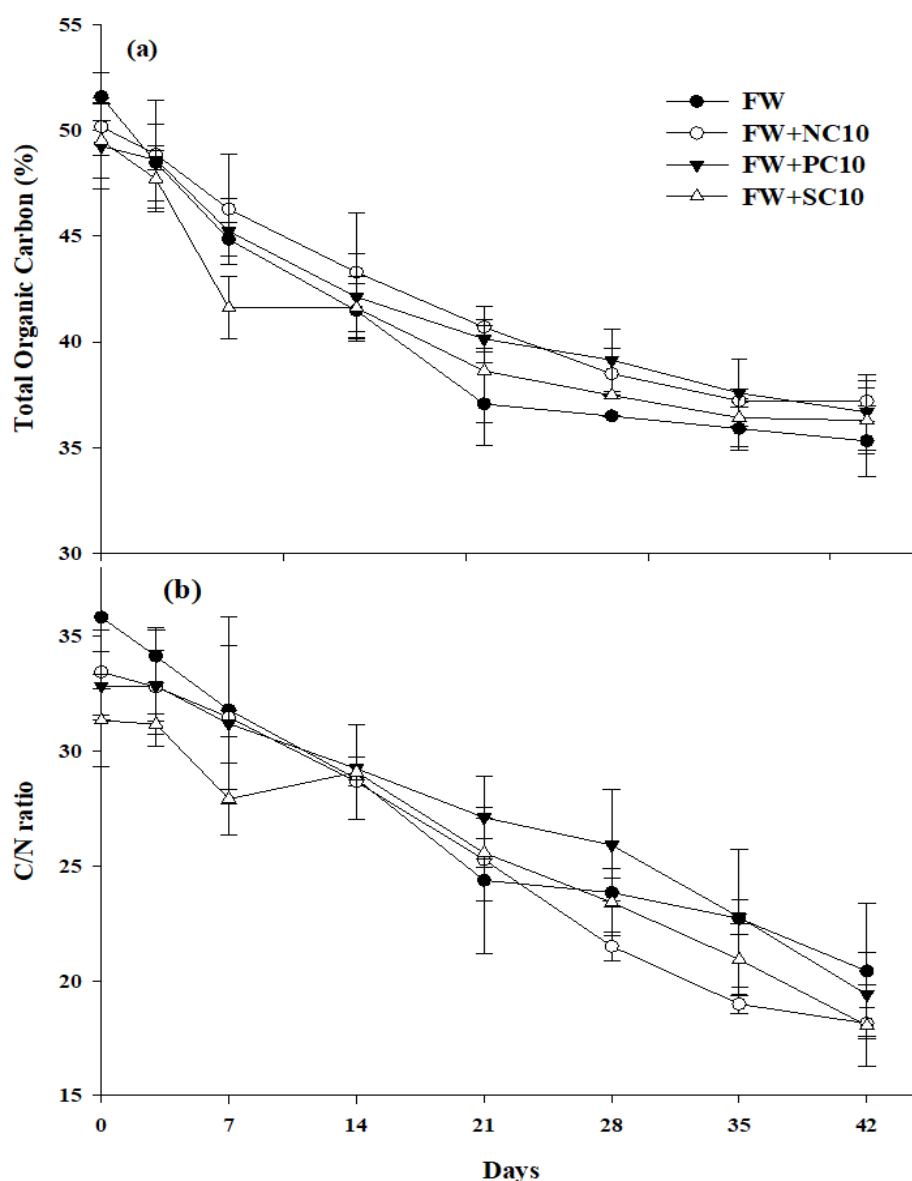 55
(a)
FW
50
FW+NC10
FW+PC10
FW+SC10
45
Total Organic Carbon (%)
40
35
30
(b)
35
30
C/N ratio
25
20
15
0 7 14 21 28 35 42
Days